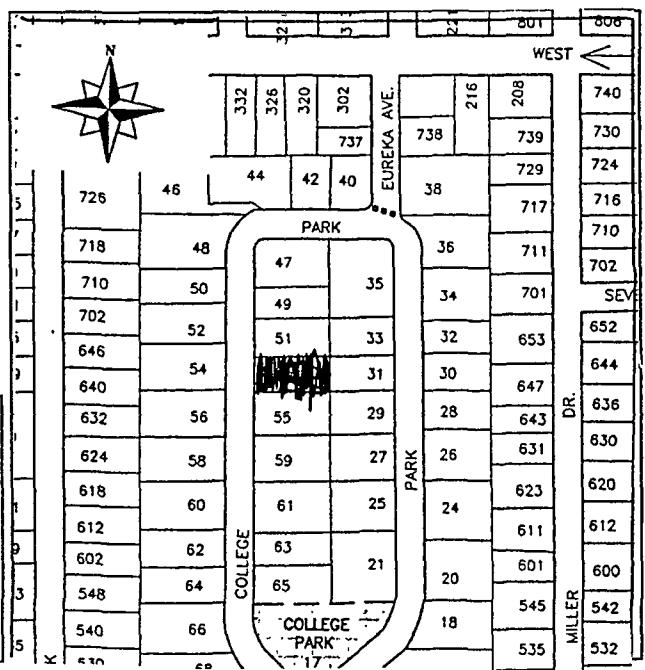 801 808
WEST
N
332 326 320 302 EUREKA AVE. 216 208 740
737 738 739 730
44 42 40 38 729 724
726 46 717 716
PARK
718 48 47 36 711 710
710 50 35 702
49 34 701 SEV
702 52 51 33 32 653 652
646 54 31 30 644
640 647
632 56 55 29 28 643 DR. 636
624 58 59 27 PARK 26 631 630
618 60 61 25 24 623 620
612 611 612
602 62 COLLEGE 63 21 601 600
548 64 65 20
540 66 COLLEGE 18 545 MILLER 542
PARK
17 535 532